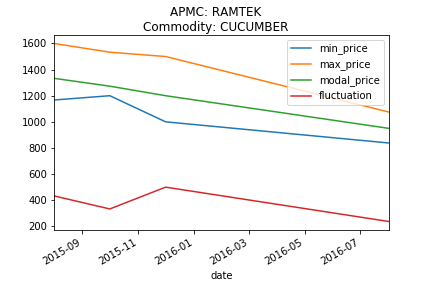 APMC: RAMTEK
Commodity: CUCUMBER
1600
1400
1200
1000
800
600
400
200
min_price
max_price
modal_price
fluctuation
2015-09
2015-11
2016-01
2016-03
2016-05
2016-07
date